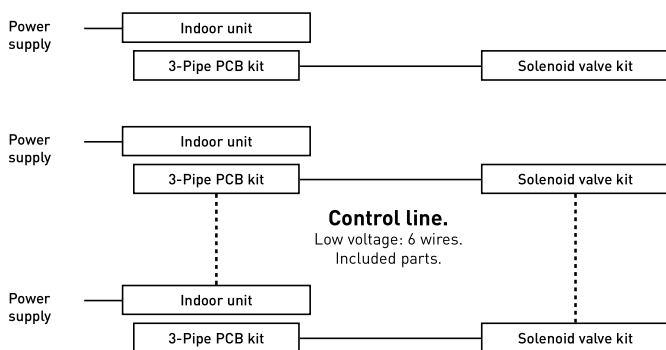 Power
supply
Indoor unit
3-Pipe PCB kit
Solenoid valve kit
Power
supply
Indoor unit
3-Pipe PCB kit
Solenoid valve kit
Control line.
Low voltage: 6 wires.
Included parts.
Power
supply
Indoor unit
3-Pipe PCB kit
Solenoid valve kit